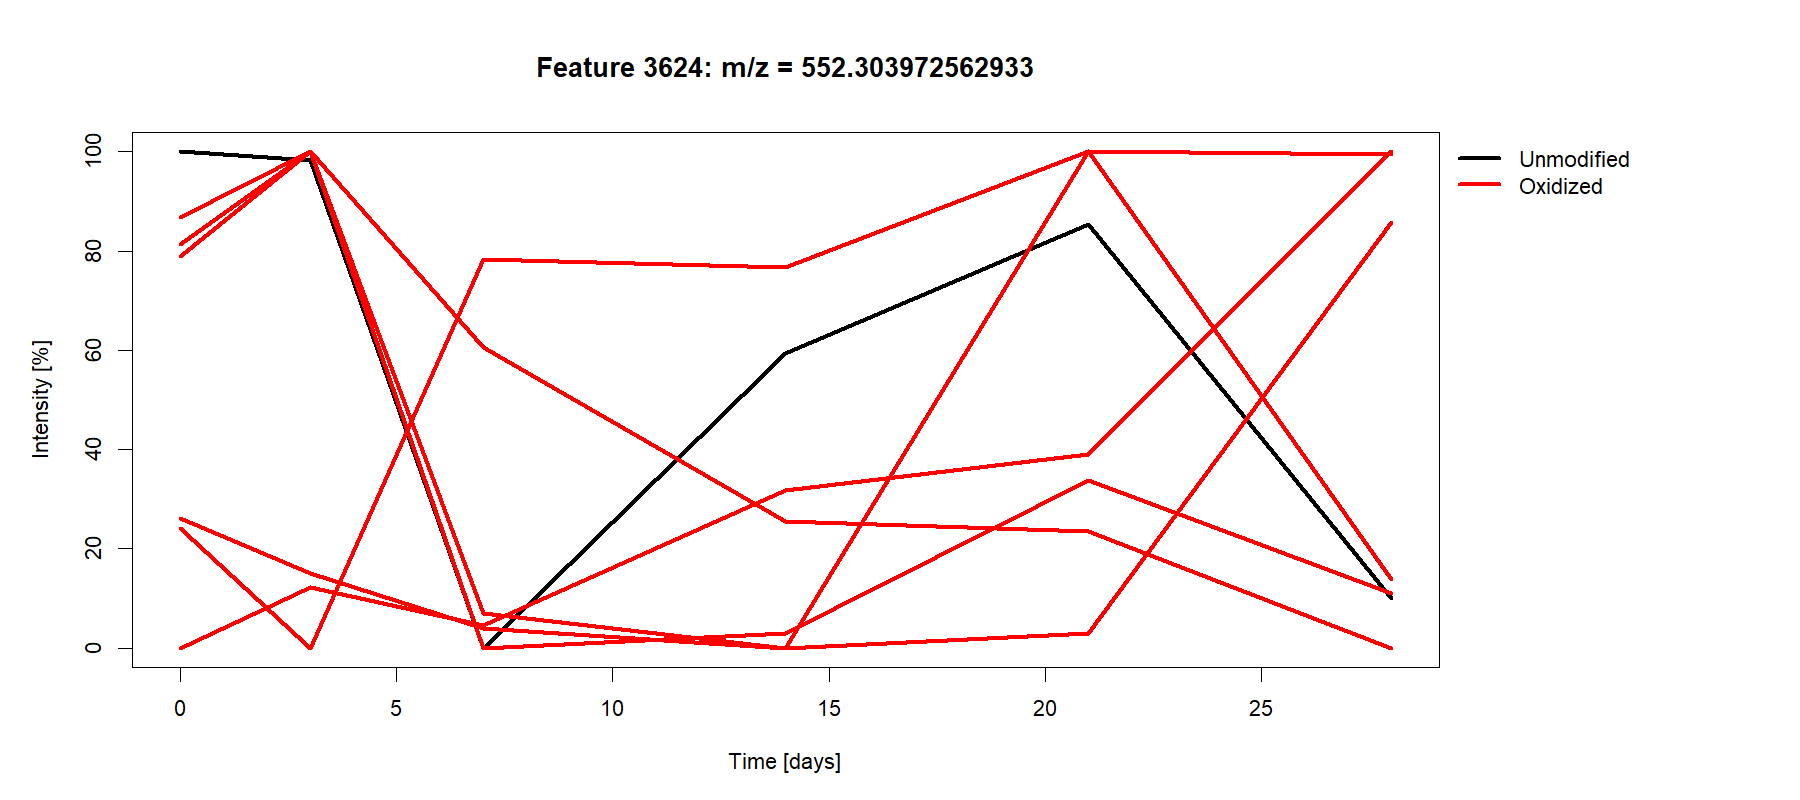 Feature 3624: m/z = 552.303972562933
Unmodified
Oxidized
Intensity [%]
100
80
60
40
20
0
0 5 10 15 20 25
Time [days]